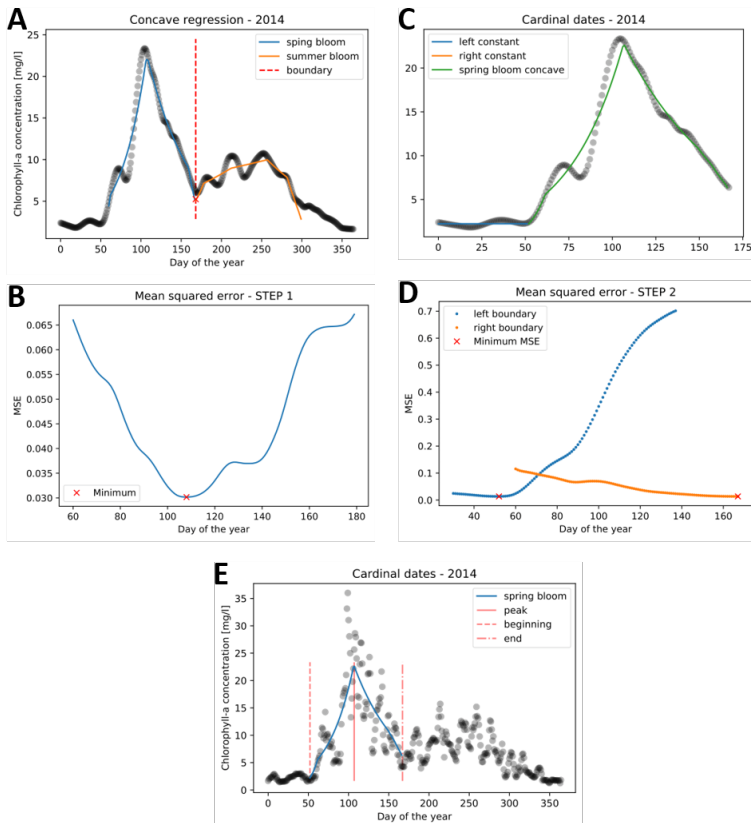 A
Concave regression - 2014
sping bloom
summer bloom
boundary
Chlorophyll-a concentration [mg/l]
25
20
15
10
5
0 50 100 150 200 250 300 350
Day of the year
C
Cardinal dates - 2014
left constant
right constant
spring bloom concave
20
15
10
5
0 25 50 75 100 125 150 175
B
Mean squared error - STEP 1
MSE
0.065
0.060
0.055
0.050
0.045
0.040
0.035
0.030
Minimum
60 80 100 120 140 160 180
Day of the year
D
Mean squared error - STEP 2
left boundary
right boundary
Minimum MSE
MSE
0.7
0.6
0.5
0.4
0.3
0.2
0.1
0.0
40 60 80 100 120 140 160
Day of the year
E
Cardinal dates - 2014
spring bloom
peak
beginning
end
Chlorophyll-a concentration [mg/l]
35
30
25
20
15
10
5
0
0 50 100 150 200 250 300 350
Day of the year